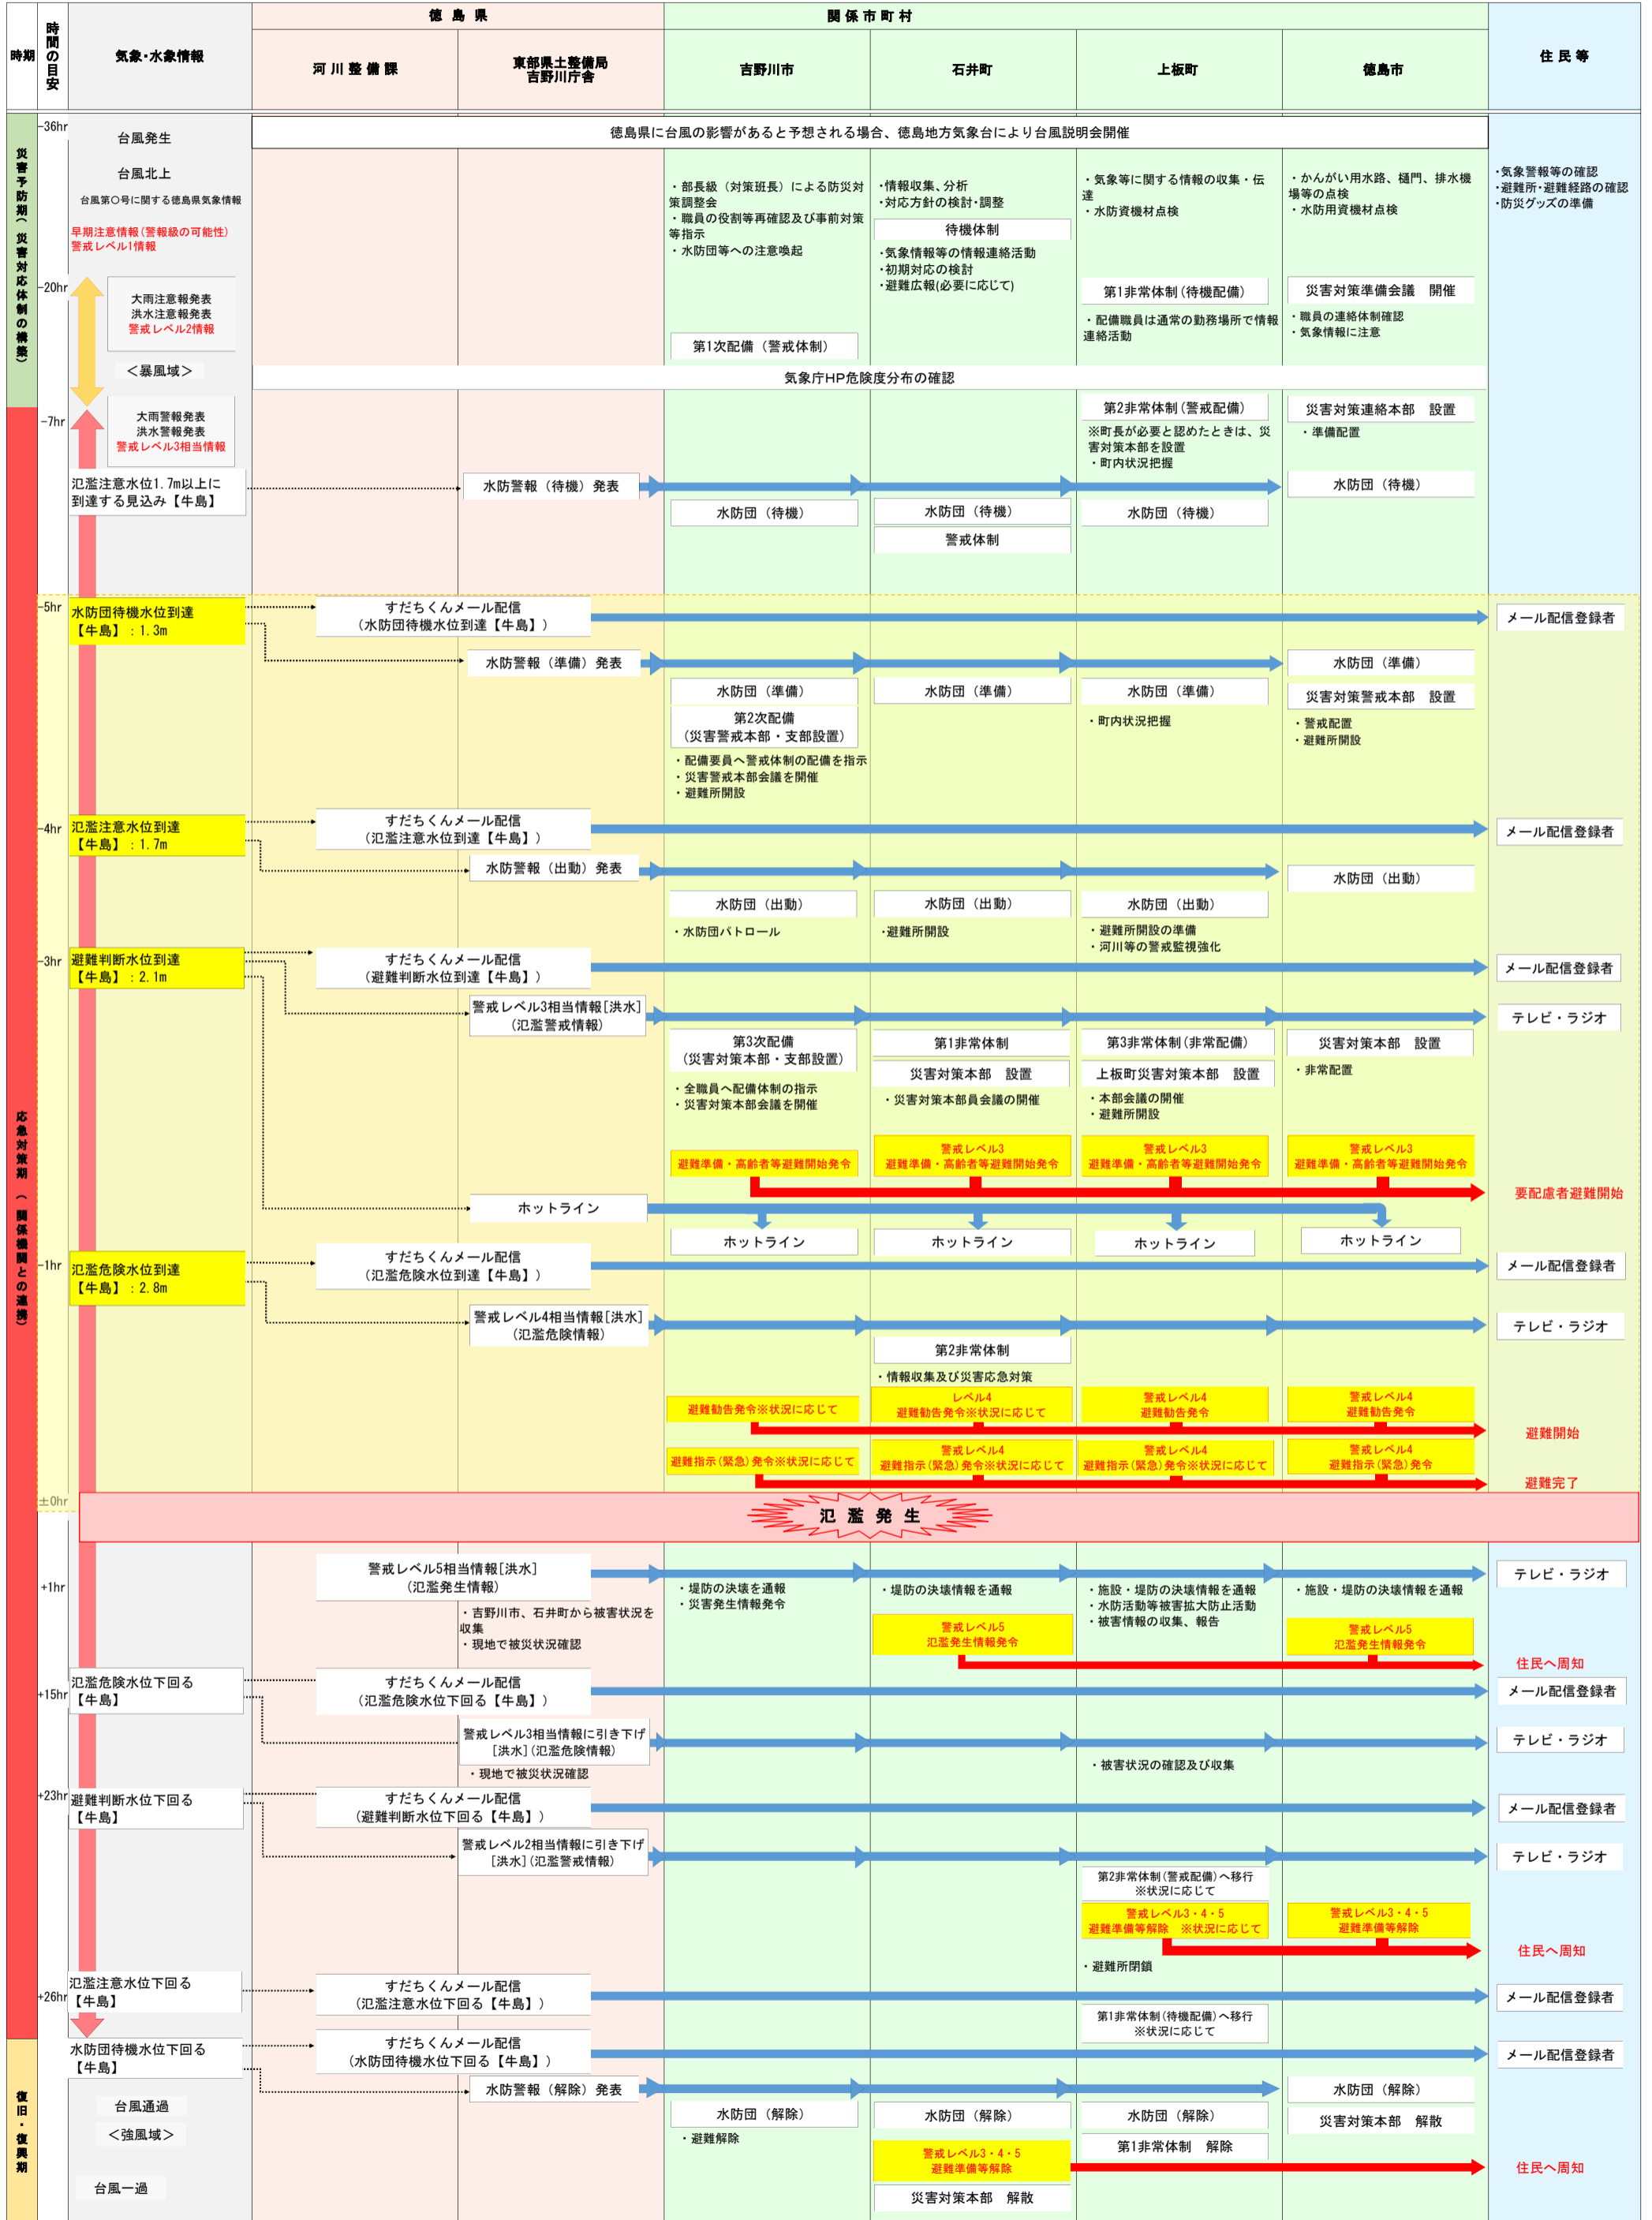 時期
時間の目安
気象・水象情報
徳島県
河川整備課
東部県土整備局
吉野川庁舎
関係市町村
吉野川市
石井町
上板町
徳島市
住民等
災害予防期（災害対応体制の構築）
-36hr
台風発生
徳島県に台風の影響があると予想される場合、徳島地方気象台により台風説明会開催
台風北上
台風第〇号に関する徳島県気象情報
早期注意情報(警報級の可能性)
警戒レベル1情報
・部長級（対策班長）による防災対
策調整会
・職員の役割等再確認及び事前対策
等指示
・水防団等への注意喚起
・情報収集、分析
・対応方針の検討・調整
待機体制
・気象情報等の情報連絡活動
・初期対応の検討
・避難広報(必要に応じて)
・気象等に関する情報の収集・伝
達
・水防資機材点検
・かんがい用水路、樋門、排水機
場等の点検
・水防用資機材点検
・気象警報等の確認
・避難所・避難経路の確認
・防災グッズの準備
-20hr
大雨注意報発表
洪水注意報発表
警戒レベル2情報
＜暴風域＞
第1次配備（警戒体制）
第1非常体制(待機配備)
・配備職員は通常の勤務場所で情報
連絡活動
災害対策準備会議　開催
・職員の連絡体制確認
・気象情報に注意
気象庁HP危険度分布の確認
応急対策期（関係機関との連携）
-7hr
大雨警報発表
洪水警報発表
警戒レベル3相当情報
第2非常体制(警戒配備)
※町長が必要と認めたときは、災
害対策本部を設置
・町内状況把握
災害対策連絡本部　設置
・準備配置
氾濫注意水位1.7m以上に
到達する見込み【牛島】
水防警報（待機）発表
水防団（待機）
水防団（待機）
警戒体制
水防団（待機）
水防団（待機）
-5hr
水防団待機水位到達
【牛島】：1.3m
すだちくんメール配信
（水防団待機水位到達【牛島】）
メール配信登録者
水防警報（準備）発表
水防団（準備）
第2次配備
（災害警戒本部・支部設置）
・配備要員へ警戒体制の配備を指示
・災害警戒本部会議を開催
・避難所開設
水防団（準備）
水防団（準備）
・町内状況把握
水防団（準備）
災害対策警戒本部　設置
・警戒配置
・避難所開設
-4hr
氾濫注意水位到達
【牛島】：1.7m
すだちくんメール配信
（氾濫注意水位到達【牛島】）
メール配信登録者
水防警報（出動）発表
水防団（出動）
・水防団パトロール
水防団（出動）
・避難所開設
水防団（出動）
・避難所開設の準備
・河川等の警戒監視強化
水防団（出動）
-3hr
避難判断水位到達
【牛島】：2.1m
すだちくんメール配信
（避難判断水位到達【牛島】）
メール配信登録者
警戒レベル3相当情報[洪水]
（氾濫警戒情報）
テレビ・ラジオ
第3次配備
（災害対策本部・支部設置）
・全職員へ配備体制の指示
・災害対策本部会議を開催
第1非常体制
災害対策本部　設置
・災害対策本部員会議の開催
第3非常体制(非常配備)
上板町災害対策本部　設置
・本部会議の開催
・避難所開設
災害対策本部　設置
・非常配置
避難準備・高齢者等避難開始発令
警戒レベル3
避難準備・高齢者等避難開始発令
警戒レベル3
避難準備・高齢者等避難開始発令
警戒レベル3
避難準備・高齢者等避難開始発令
要配慮者避難開始
ホットライン
ホットライン
ホットライン
ホットライン
ホットライン
-1hr
氾濫危険水位到達
【牛島】：2.8m
すだちくんメール配信
（氾濫危険水位到達【牛島】）
メール配信登録者
警戒レベル4相当情報[洪水]
（氾濫危険情報）
テレビ・ラジオ
第2非常体制
・情報収集及び災害応急対策
避難勧告発令※状況に応じて
レベル4
避難勧告発令※状況に応じて
警戒レベル4
避難勧告発令
警戒レベル4
避難勧告発令
避難開始
避難指示(緊急)発令※状況に応じて
警戒レベル4
避難指示(緊急)発令※状況に応じて
警戒レベル4
避難指示(緊急)発令※状況に応じて
警戒レベル4
避難指示(緊急)発令
避難完了
±0hr
氾濫発生
+1hr
警戒レベル5相当情報[洪水]
（氾濫発生情報）
・吉野川市、石井町から被害状況を
収集
・現地で被災状況確認
・堤防の決壊を通報
・災害発生情報発令
・堤防の決壊情報を通報
警戒レベル5
氾濫発生情報発令
・施設・堤防の決壊情報を通報
・水防活動等被害拡大防止活動
・被害情報の収集、報告
・施設・堤防の決壊情報を通報
警戒レベル5
氾濫発生情報発令
テレビ・ラジオ
住民へ周知
+15hr
氾濫危険水位下回る
【牛島】
すだちくんメール配信
（氾濫危険水位下回る【牛島】）
メール配信登録者
警戒レベル3相当情報に引き下げ
[洪水](氾濫危険情報)
・現地で被災状況確認
・被害状況の確認及び収集
テレビ・ラジオ
+23hr
避難判断水位下回る
【牛島】
すだちくんメール配信
（避難判断水位下回る【牛島】）
メール配信登録者
警戒レベル2相当情報に引き下げ
[洪水](氾濫警戒情報)
テレビ・ラジオ
第2非常体制(警戒配備)へ移行
※状況に応じて
警戒レベル3・4・5
避難準備等解除　※状況に応じて
・避難所閉鎖
警戒レベル3・4・5
避難準備等解除
住民へ周知
+26hr
氾濫注意水位下回る
【牛島】
すだちくんメール配信
（氾濫注意水位下回る【牛島】）
メール配信登録者
第1非常体制(待機配備)へ移行
※状況に応じて
復旧・復興期
水防団待機水位下回る
【牛島】
すだちくんメール配信
（水防団待機水位下回る【牛島】）
メール配信登録者
水防警報（解除）発表
台風通過
＜強風域＞
台風一過
水防団（解除）
・避難解除
水防団（解除）
警戒レベル3・4・5
避難準備等解除
災害対策本部　解散
水防団（解除）
第1非常体制　解除
水防団（解除）
災害対策本部　解散
住民へ周知